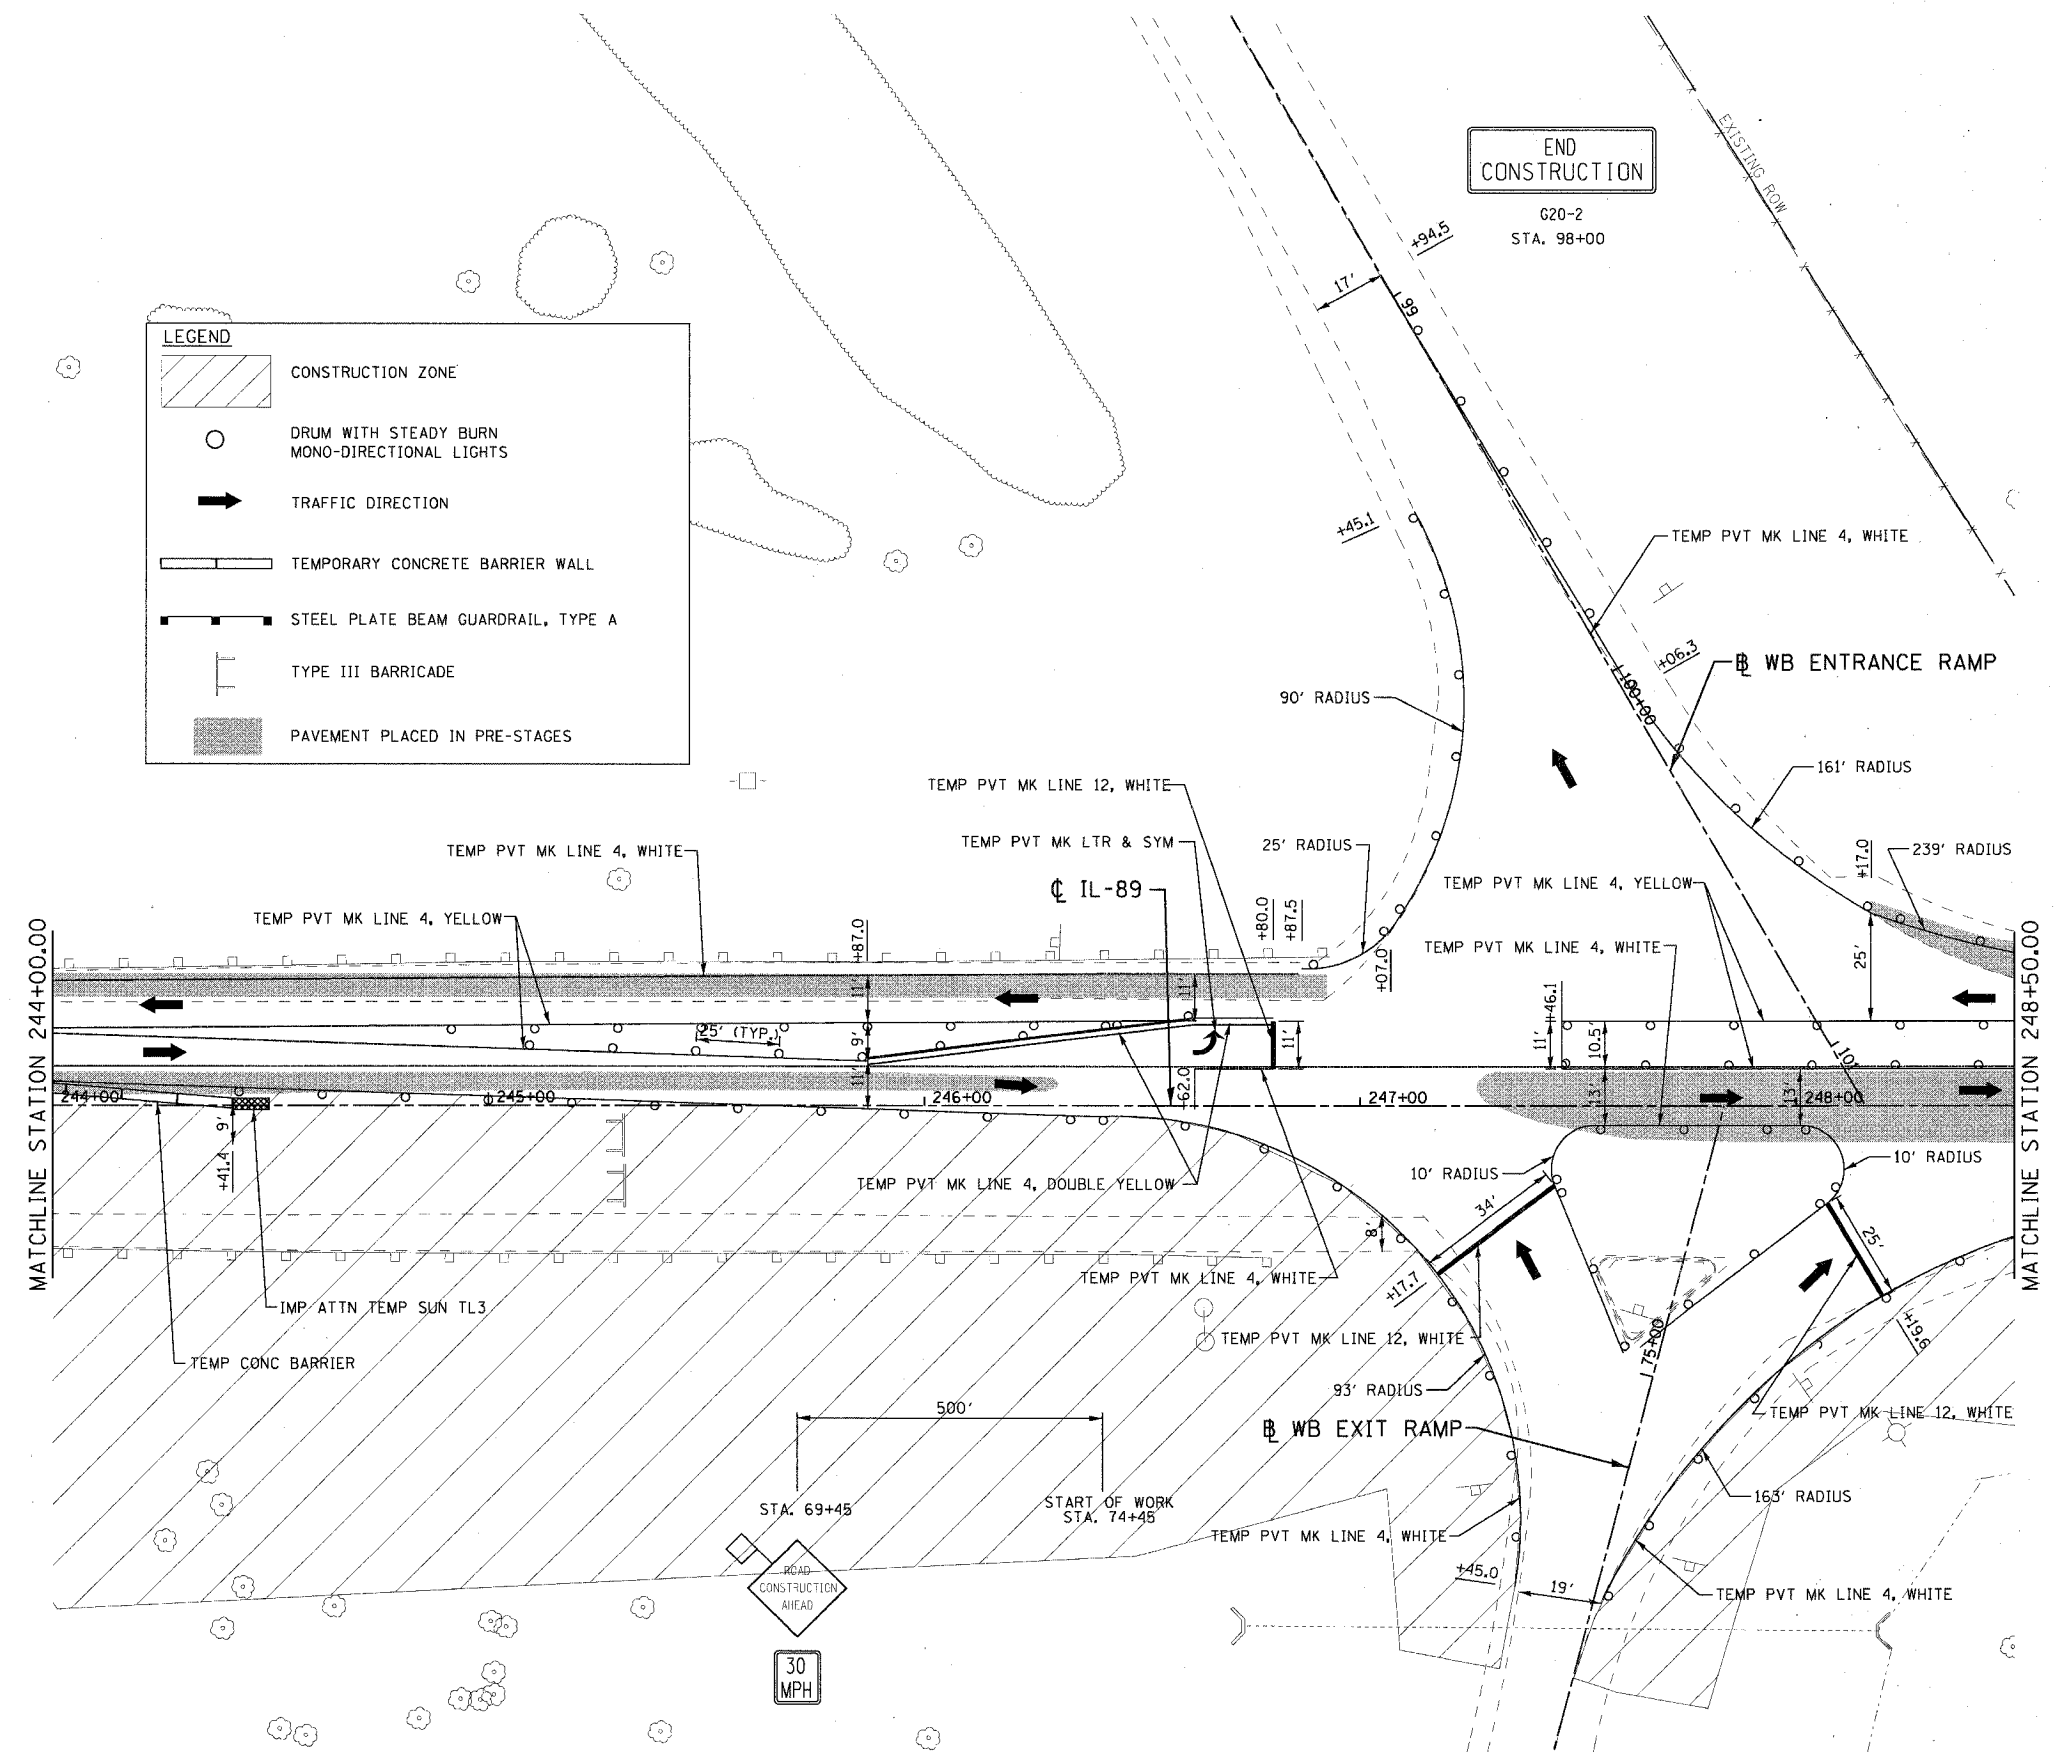 END
CONSTRUCTION
G20-2
STA. 98+00
EXISTING ROW
+94.5
17'
99
LEGEND
CONSTRUCTION ZONE
DRUM WITH STEADY BURN
MONO-DIRECTIONAL LIGHTS
TRAFFIC DIRECTION
TEMPORARY CONCRETE BARRIER WALL
STEEL PLATE BEAM GUARDRAIL, TYPE A
TYPE III BARRICADE
PAVEMENT PLACED IN PRE-STAGES
+45.1
TEMP PVT MK LINE 4, WHITE
+06.3
℄ WB ENTRANCE RAMP
100+00
90' RADIUS
161' RADIUS
TEMP PVT MK LINE 12, WHITE
TEMP PVT MK LTR & SYM
25' RADIUS
+17.0
239' RADIUS
TEMP PVT MK LINE 4, WHITE
℄ IL-89
TEMP PVT MK LINE 4, YELLOW
TEMP PVT MK LINE 4, YELLOW
+87.0
+80.0
+87.5
TEMP PVT MK LINE 4, WHITE
+07.0
25'
MATCHLINE STATION 244+00.00
MATCHLINE STATION 248+50.00
11'
11'
+46.1
25' (TYP.)
9'
11'
11'
10.5'
101
11'
+62.0
13'
13'
244+00
245+00
246+00
247+00
248+00
9'
+41.4
TEMP PVT MK LINE 4, DOUBLE YELLOW
10' RADIUS
10' RADIUS
34'
25'
8'
TEMP PVT MK LINE 4, WHITE
+17.7
IMP ATTN TEMP SUN TL3
TEMP PVT MK LINE 12, WHITE
75+00
+19.6
TEMP CONC BARRIER
93' RADIUS
500'
TEMP PVT MK LINE 12, WHITE
℄ WB EXIT RAMP
STA. 69+45
START OF WORK
STA. 74+45
163' RADIUS
TEMP PVT MK LINE 4, WHITE
+45.0
19'
ROAD
CONSTRUCTION
AHEAD
TEMP PVT MK LINE 4, WHITE
30
MPH